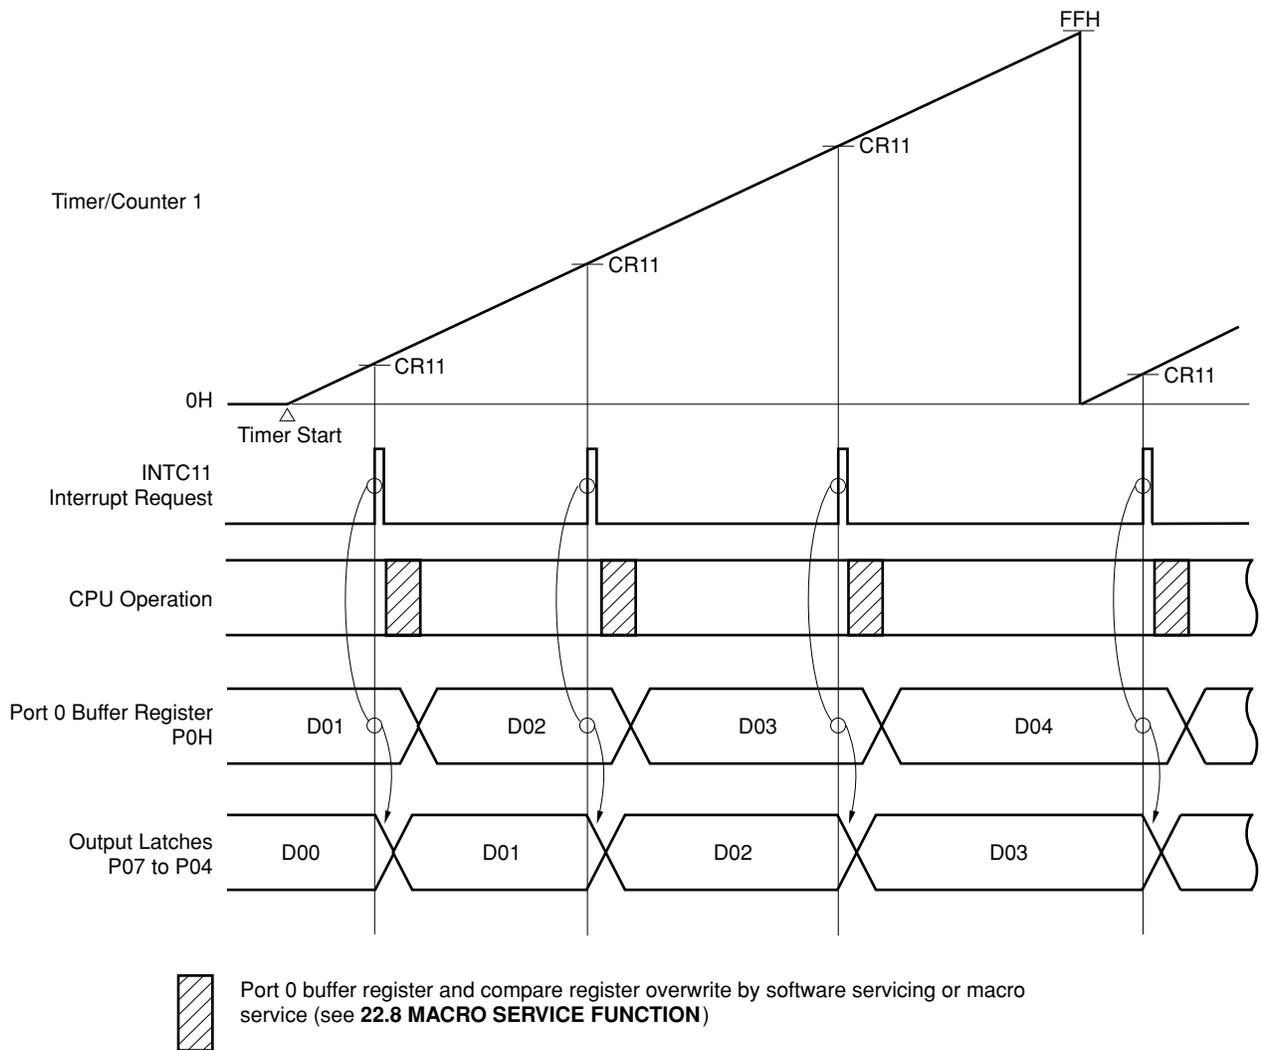 FFH
CR11
Timer/Counter 1
CR11
CR11
CR11
0H
Timer Start
INTC11
Interrupt Request
CPU Operation
Port 0 Buffer Register
P0H
D01
D02
D03
D04
Output Latches
P07 to P04
D00
D01
D02
D03
Port 0 buffer register and compare register overwrite by software servicing or macro
service (see 22.8 MACRO SERVICE FUNCTION)